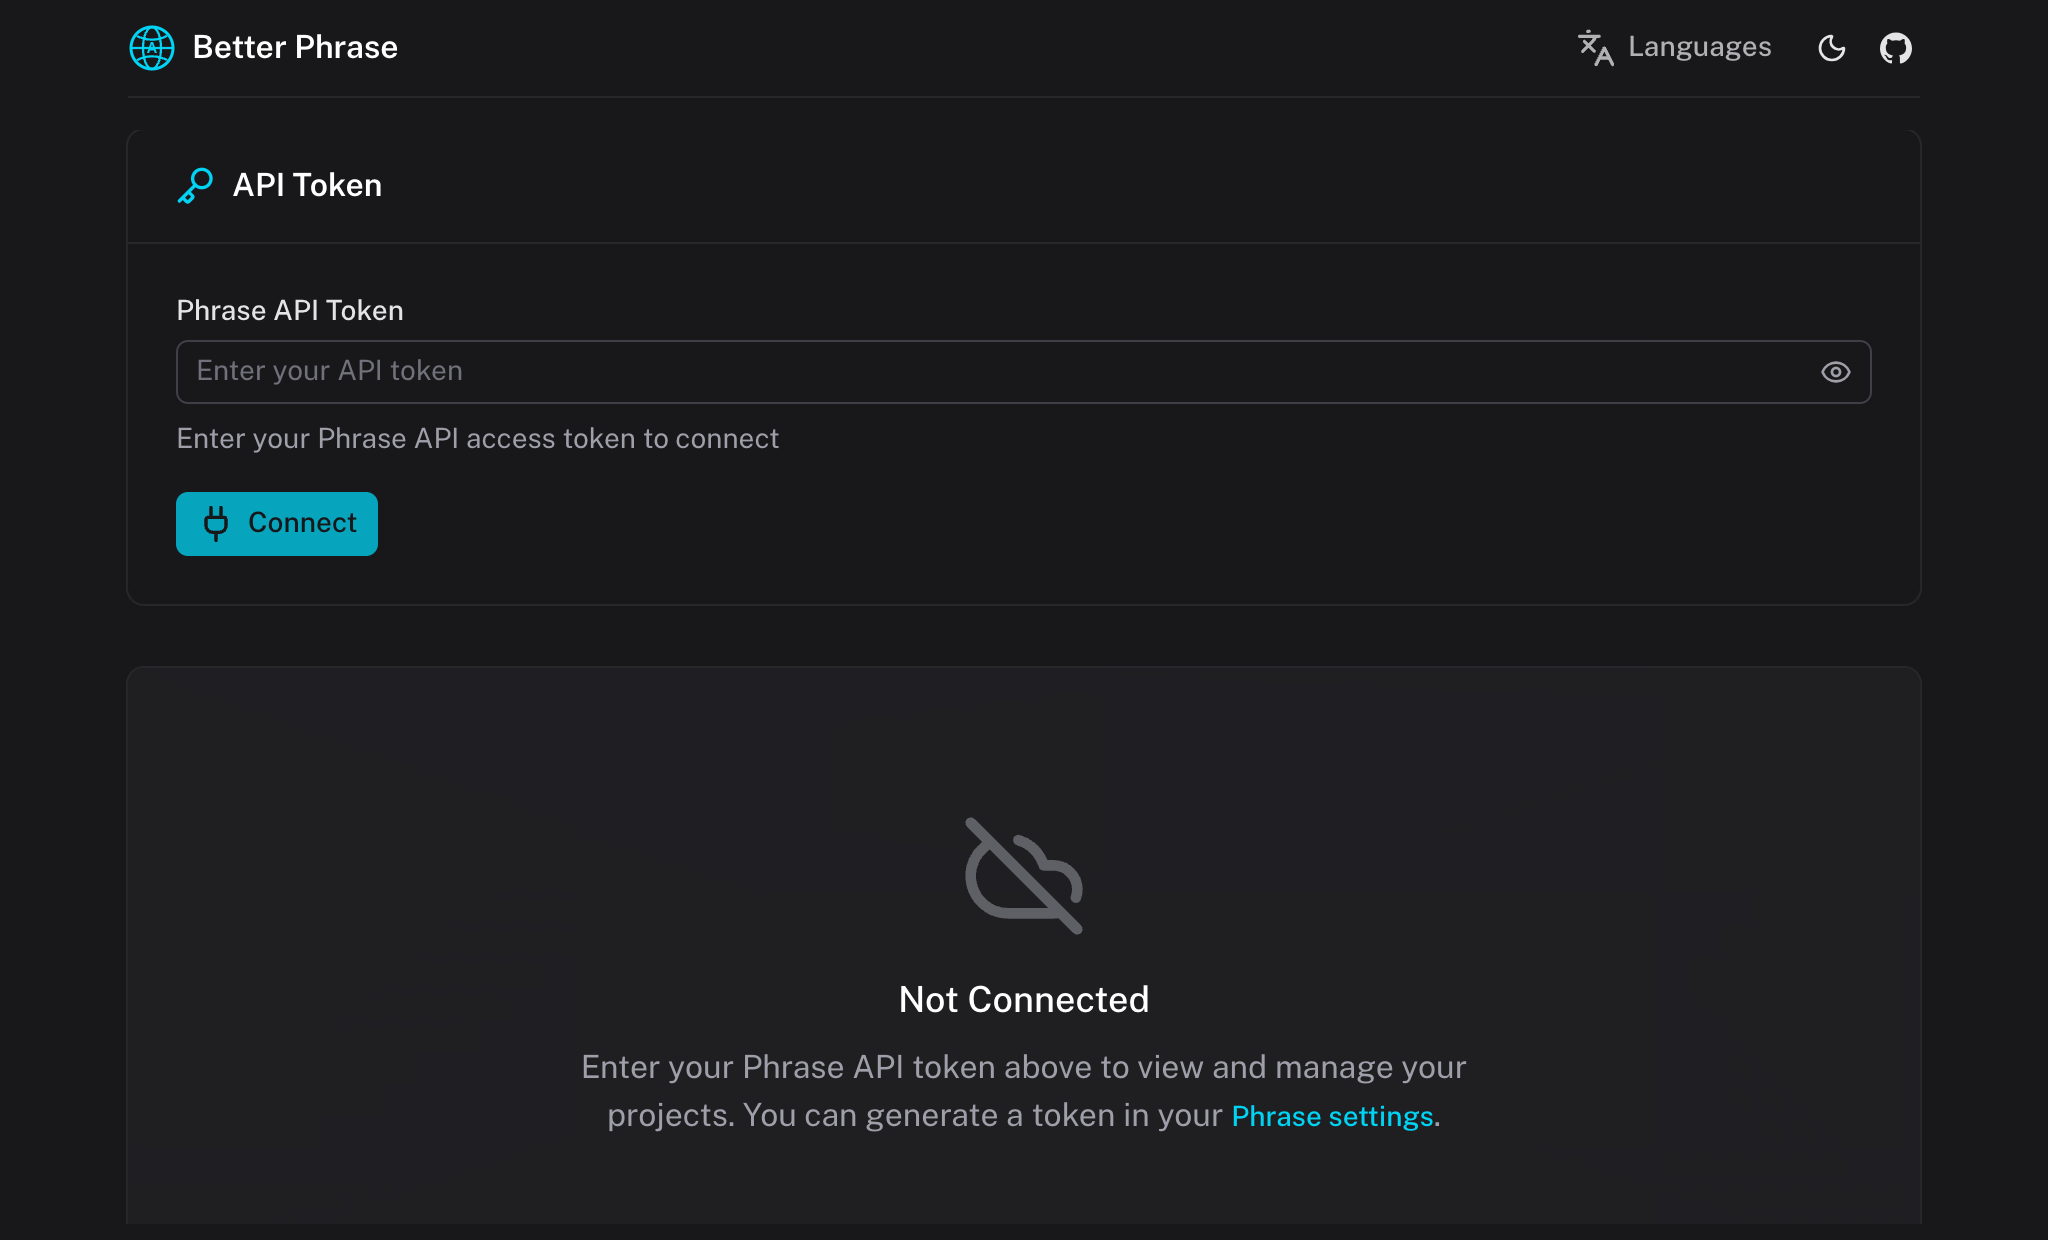 Better Phrase
Languages
API Token
Phrase API Token
Enter your API token
Enter your Phrase API access token to connect
Connect
Not Connected
Enter your Phrase API token above to view and manage your
projects. You can generate a token in your Phrase settings.